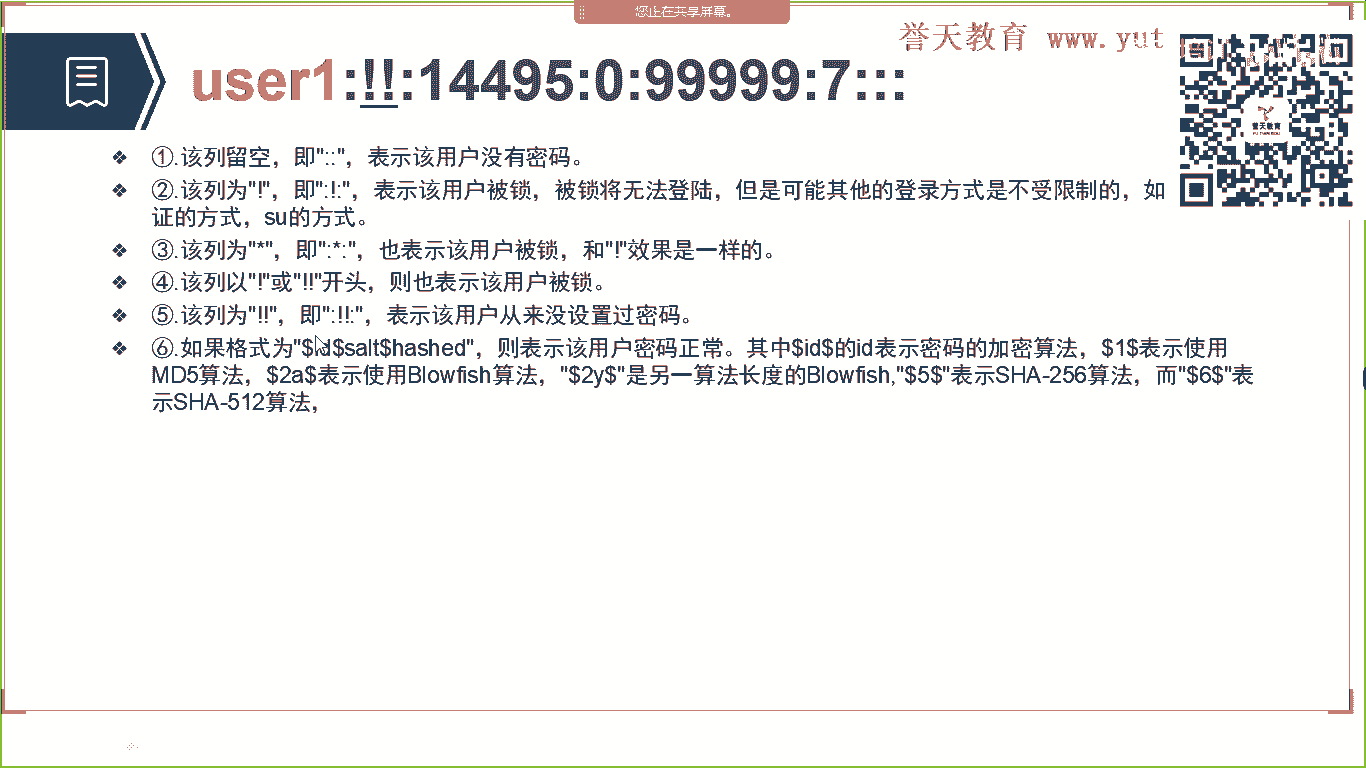 您正在共享屏幕。
誉天教育 www.yut
user1:!!:14495:0:99999:7:::
誉天教育
❖ ①.该列留空，即"::"，表示该用户没有密码。
❖ ②.该列为"!"，即":!:"，表示该用户被锁，被锁将无法登陆，但是可能其他的登录方式是不受限制的，如
证的方式，su的方式。
❖ ③.该列为"*"，即":*:"，也表示该用户被锁，和"!"效果是一样的。
❖ ④.该列以"!"或"!!"开头，则也表示该用户被锁。
❖ ⑤.该列为"!!"，即":!!:"，表示该用户从来没设置过密码。
❖ ⑥.如果格式为"$id$salt$hashed"，则表示该用户密码正常。其中$id$的id表示密码的加密算法，$1$表示使用
MD5算法，$2a$表示使用Blowfish算法，"$2y$"是另一算法长度的Blowfish,"$5$"表示SHA-256算法，而"$6$"表
示SHA-512算法，